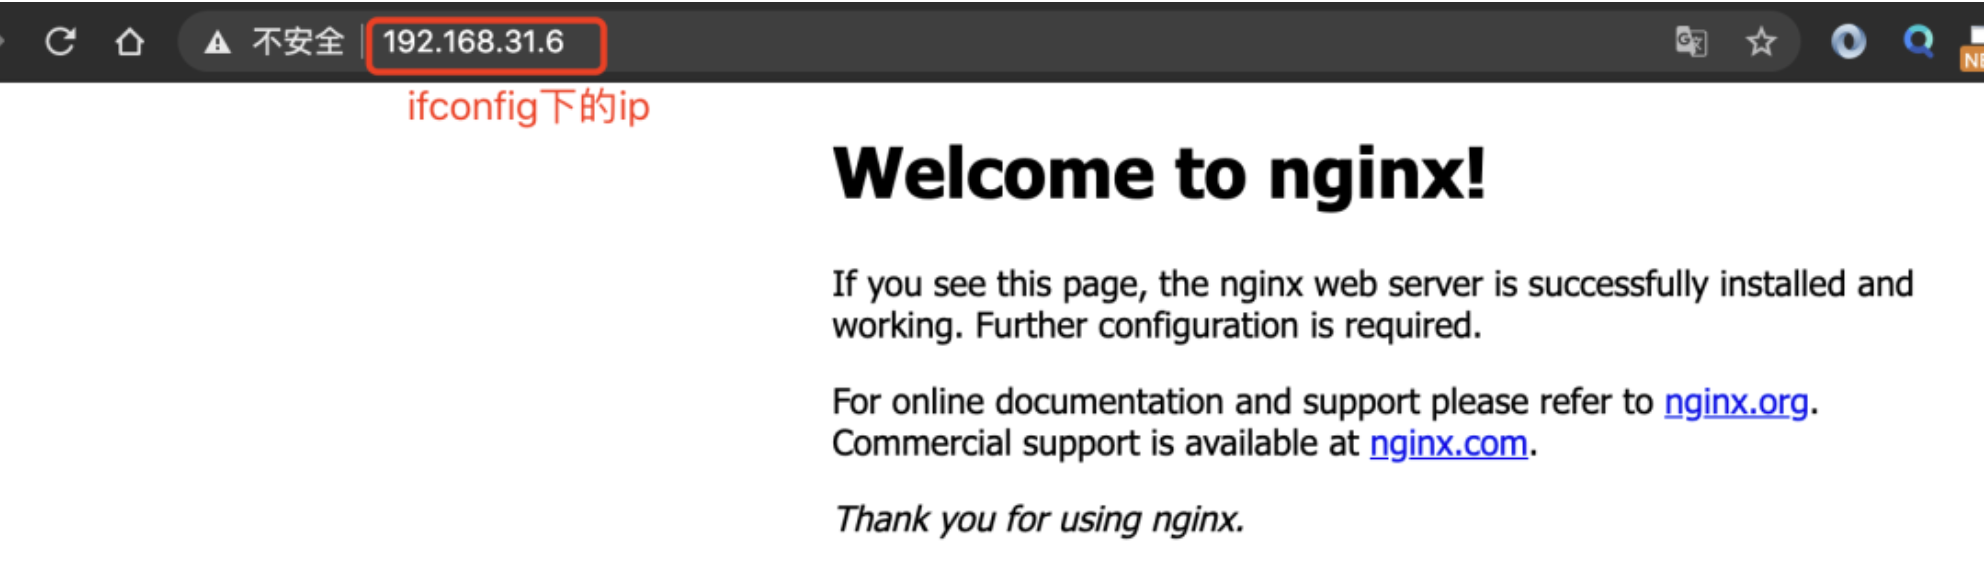 不安全 192.168.31.6
ifconfig下的ip
Welcome to nginx!
If you see this page, the nginx web server is successfully installed and
working. Further configuration is required.
For online documentation and support please refer to nginx.org.
Commercial support is available at nginx.com.
Thank you for using nginx.